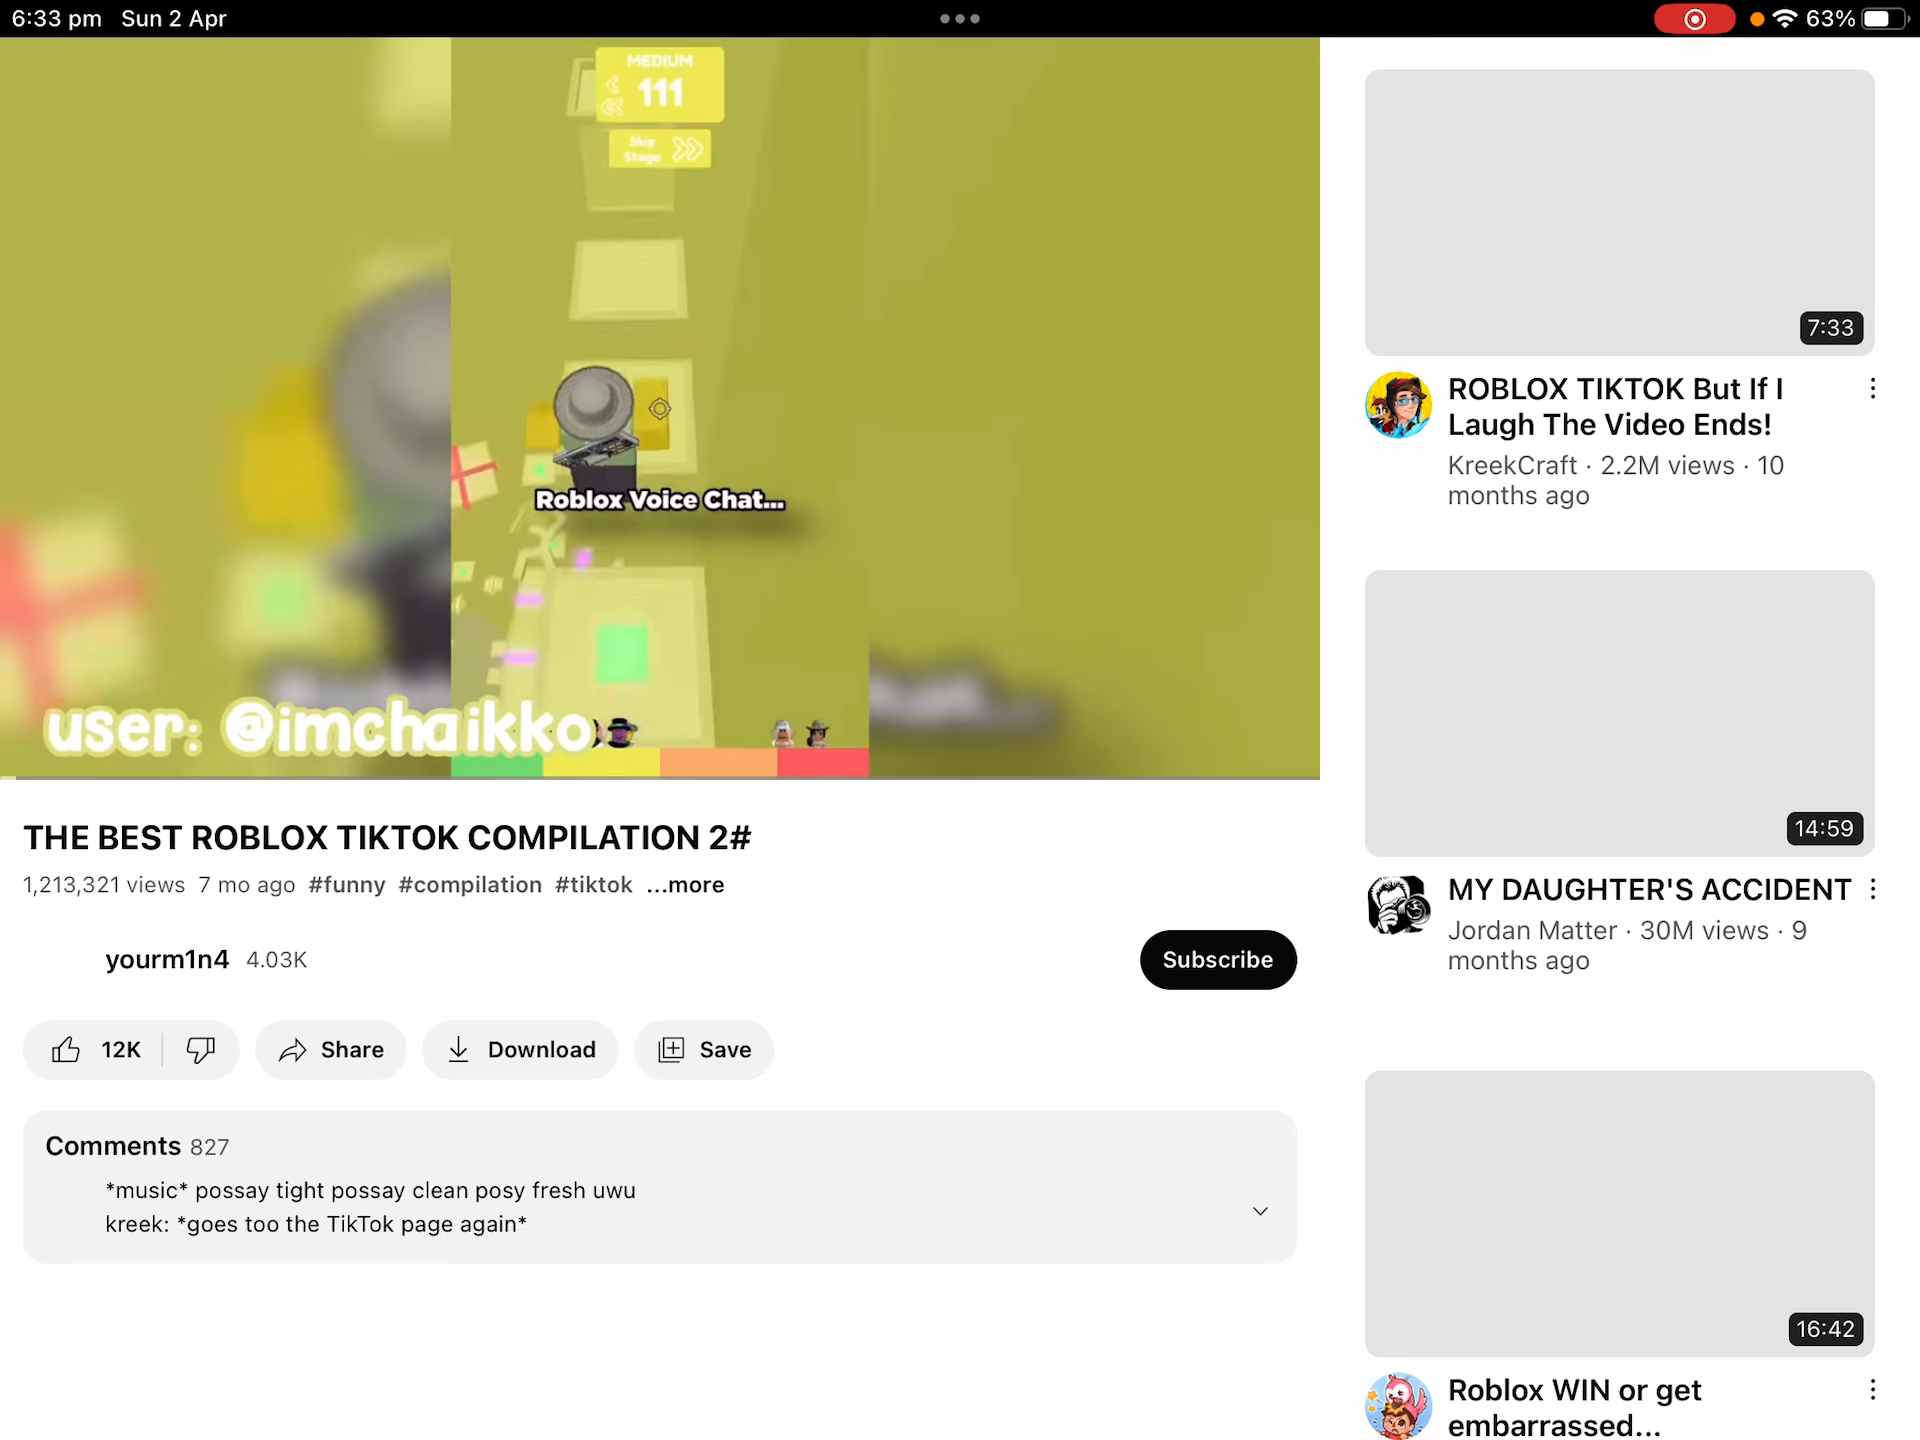 6:33 pm Sun 2 Apr
63%
MEDIUM
111
Skip
Stage
Roblox Voice Chat...
user: @imchaikko
THE BEST ROBLOX TIKTOK COMPILATION 2#
1,213,321 views 7 mo ago #funny #compilation #tiktok ...more
yourm1n4 4.03K
Subscribe
12K
Share
Download
Save
Comments 827
*music* possay tight possay clean posy fresh uwu
kreek: *goes too the TikTok page again*
7:33
ROBLOX TIKTOK But If I
Laugh The Video Ends!
KreekCraft · 2.2M views · 10
months ago
14:59
MY DAUGHTER'S ACCIDENT
Jordan Matter · 30M views · 9
months ago
16:42
Roblox WIN or get
embarrassed...